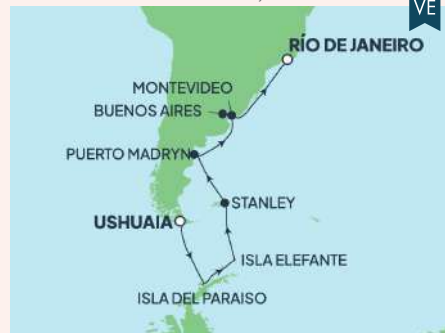 VE
RÍO DE JANEIRO
MONTEVIDEO
BUENOS AIRES
PUERTO MADRYN
STANLEY
USHUAIA
ISLA ELEFANTE
ISLA DEL PARAISO